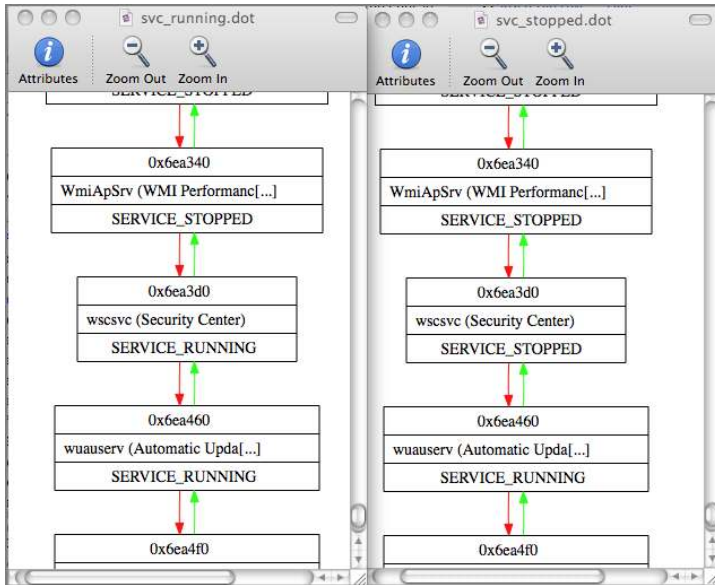 svc_running.dot
Attributes Zoom Out Zoom In
SERVICE_STOPPED
0x6ea340
WmiApSrv (WMI Performanc[...]
SERVICE_STOPPED
0x6ea3d0
wscsvc (Security Center)
SERVICE_RUNNING
0x6ea460
wuauserv (Automatic Upda[...]
SERVICE_RUNNING
0x6ea4f0
svc_stopped.dot
Attributes Zoom Out Zoom In
SERVICE_STOPPED
0x6ea340
WmiApSrv (WMI Performanc[...]
SERVICE_STOPPED
0x6ea3d0
wscsvc (Security Center)
SERVICE_STOPPED
0x6ea460
wuauserv (Automatic Upda[...]
SERVICE_RUNNING
0x6ea4f0